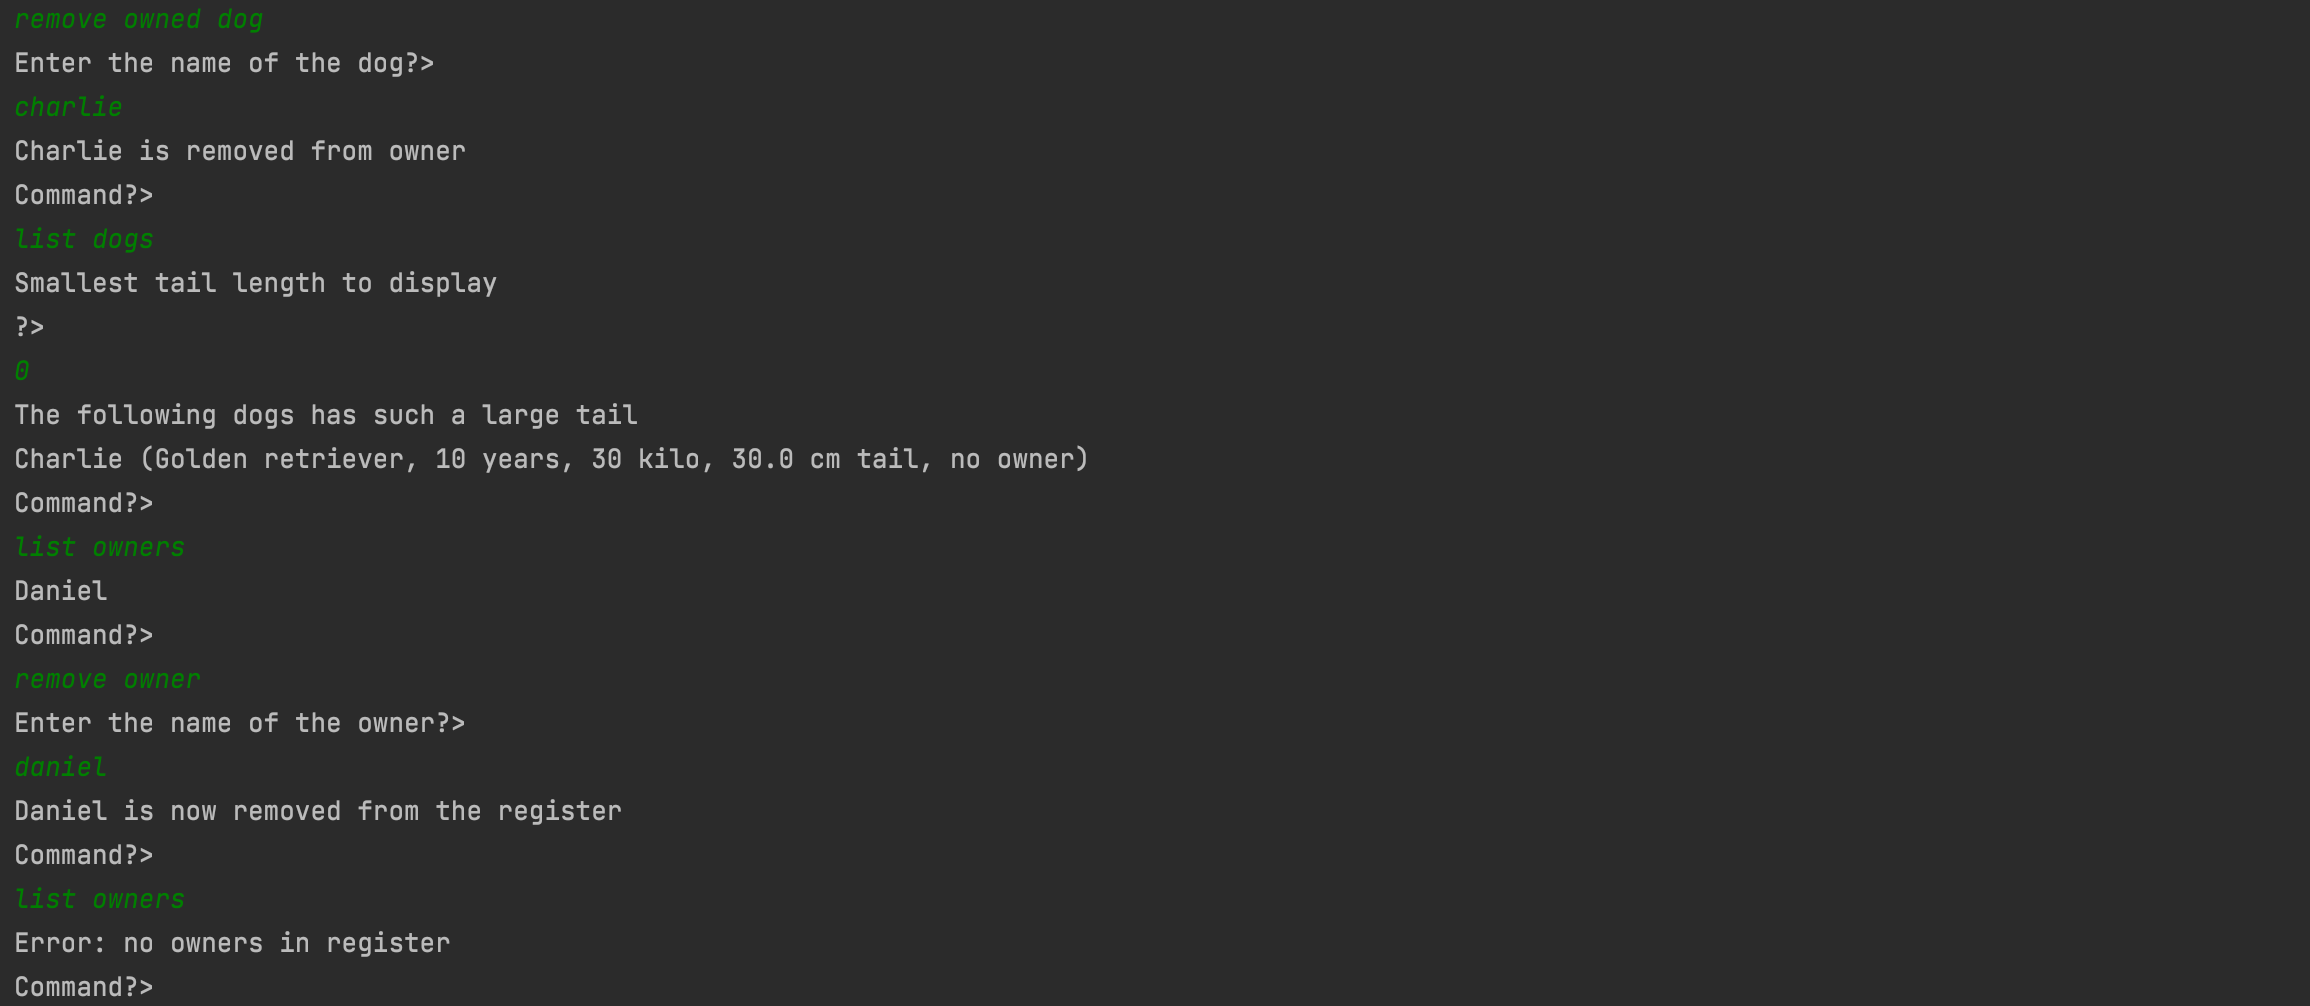 remove owned dog
Enter the name of the dog?>
charlie
Charlie is removed from owner
Command?>
list dogs
Smallest tail length to display
?>
0
The following dogs has such a large tail
Charlie (Golden retriever, 10 years, 30 kilo, 30.0 cm tail, no owner)
Command?>
list owners
Daniel
Command?>
remove owner
Enter the name of the owner?>
daniel
Daniel is now removed from the register
Command?>
list owners
Error: no owners in register
Command?>